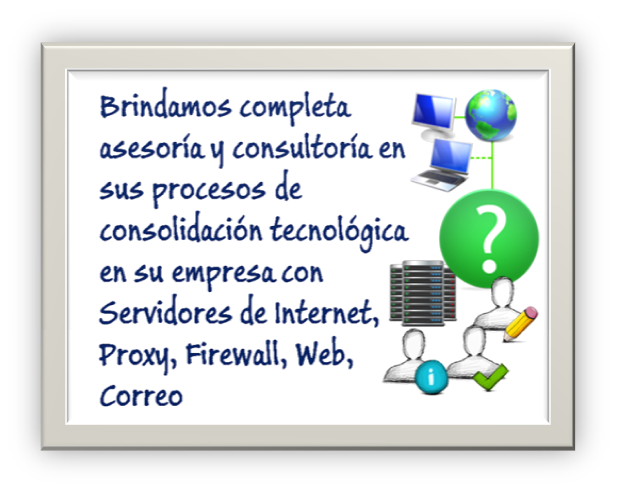 Brindamos completa
asesoría y consultoría en
sus procesos de
consolidación tecnológica
en su empresa con
Servidores de Internet,
Proxy, Firewall, Web,
Correo
?
i